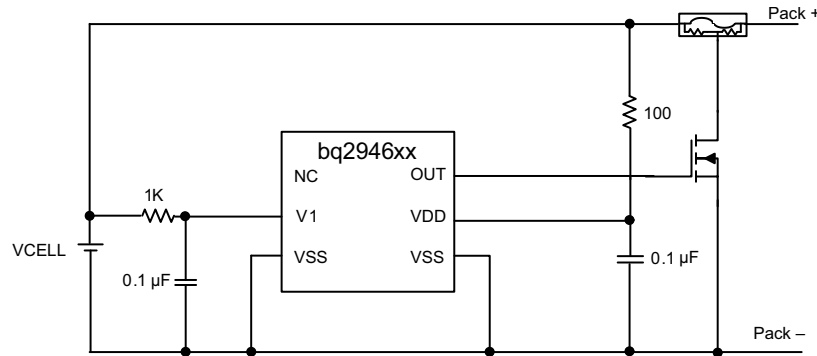 Pack +
100
bq2946xx
NC
OUT
1K
V1
VDD
VCELL
VSS
VSS
0.1 µF
0.1 µF
Pack –